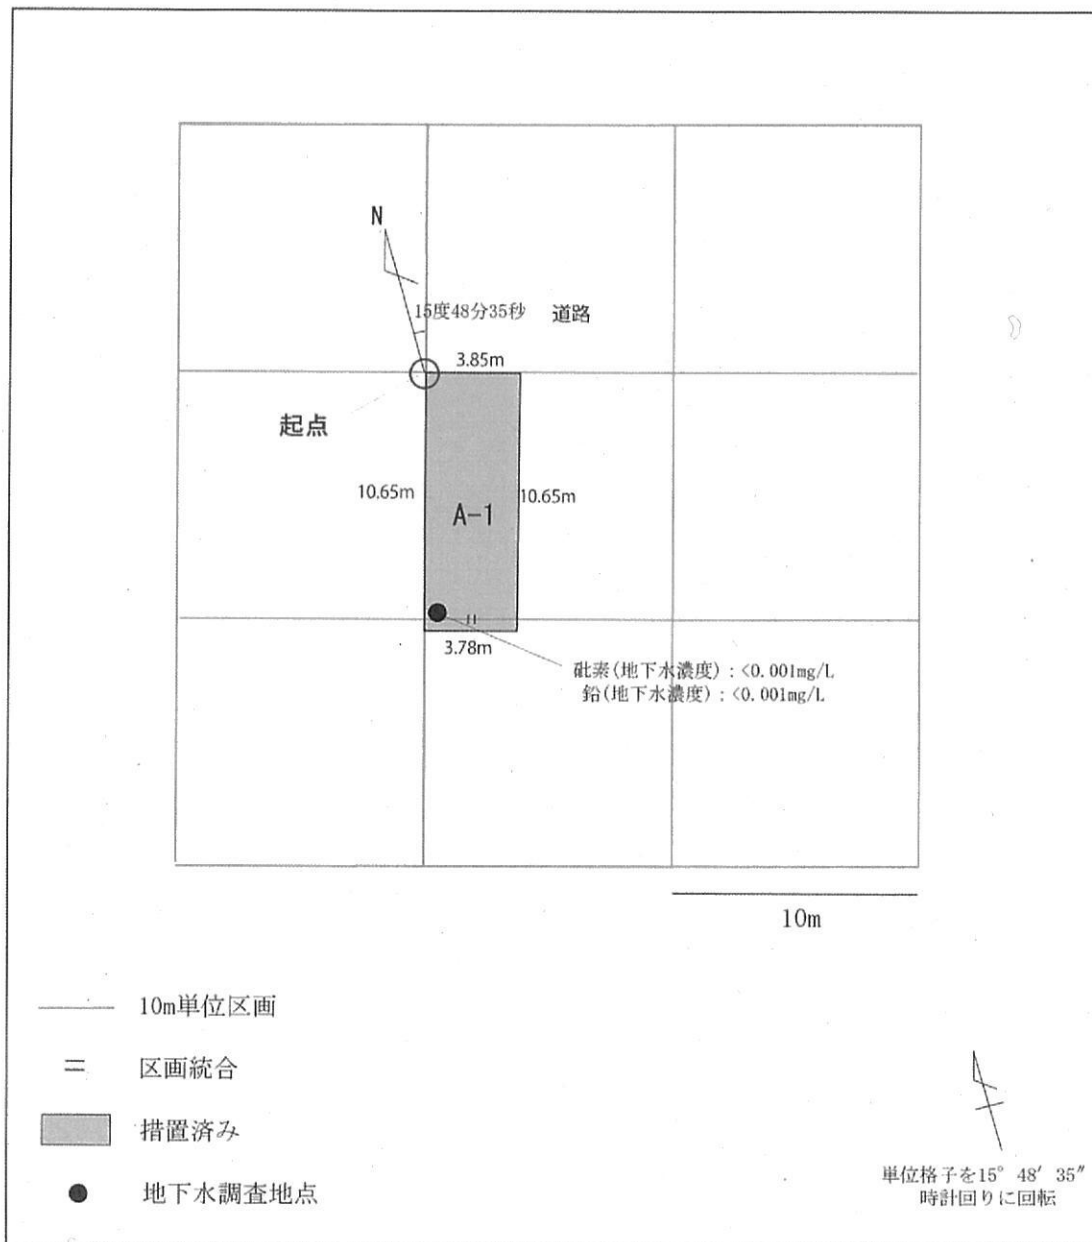 N
15度48分35秒 道路
3.85m
起点
10.65m
10.65m
A-1
3.78m
砒素(地下水濃度)：<0.001mg/L
鉛(地下水濃度)：<0.001mg/L
10m
10m単位区画
区画統合
措置済み
地下水調査地点
単位格子を15° 48′ 35″
時計回りに回転